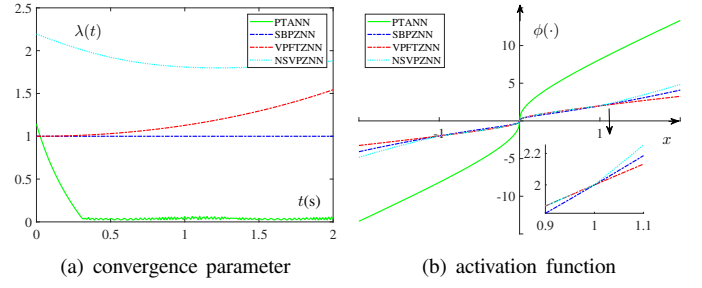 λ(t)
PTANN
SBPZNN
VPFTZNN
NSVPZNN
2.5
2
1.5
1
0.5
0
t(s)
0 0.5 1 1.5 2
(a) convergence parameter
PTANN
SBPZNN
VPFTZNN
NSVPZNN
ϕ(·)
10
5
-1 1 x
-5
-10
2.2
2
0.9 1 1.1
(b) activation function